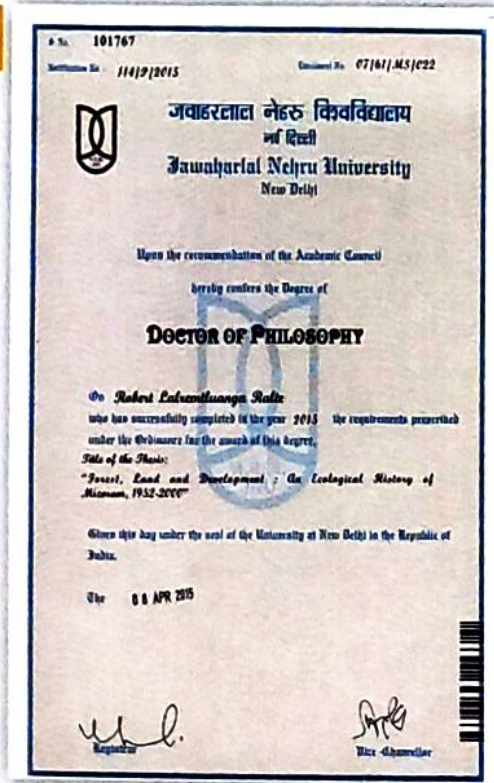 101767
Notification No 114/9/2015
Enrolment No 07/61/MS/022
जवाहरलाल नेहरू विश्वविद्यालय
नई दिल्ली
Jawaharlal Nehru University
New Delhi
Upon the recommendation of the Academic Council
hereby confers the Degree of
DOCTOR OF PHILOSOPHY
On Robert Lalremtluanga Ralte
who has successfully completed in the year 2015 the requirements prescribed
under the Ordinance for the award of this degree.
Title of the Thesis:
"Forest, Land and Development : An Ecological History of
Mizoram, 1952-2000"
Given this day under the seal of the University at New Delhi in the Republic of
India.
The 08 APR 2015
Registrar
Vice-Chancellor